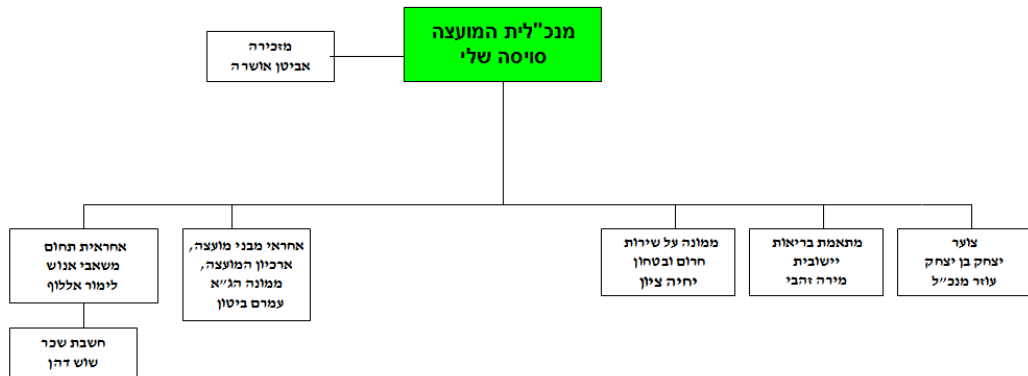 מנכ"לית המועצה
סויסה שלי
מזכירה
אביטן אושרה
צוער
יצחק בן יצחק
עוזר מנכ״ל
מתאמת בריאות
יישובית
מירה זהבי
ממונה על שירות
חרום ובטחון
יחיה ציון
אחראי מבני מועצה,
ארכיון המועצה,
ממונה הג״א
עמרם ביטון
אחראית תחום
משאבי אנוש
לימור אללוף
חשבת שכר
שוש דהן